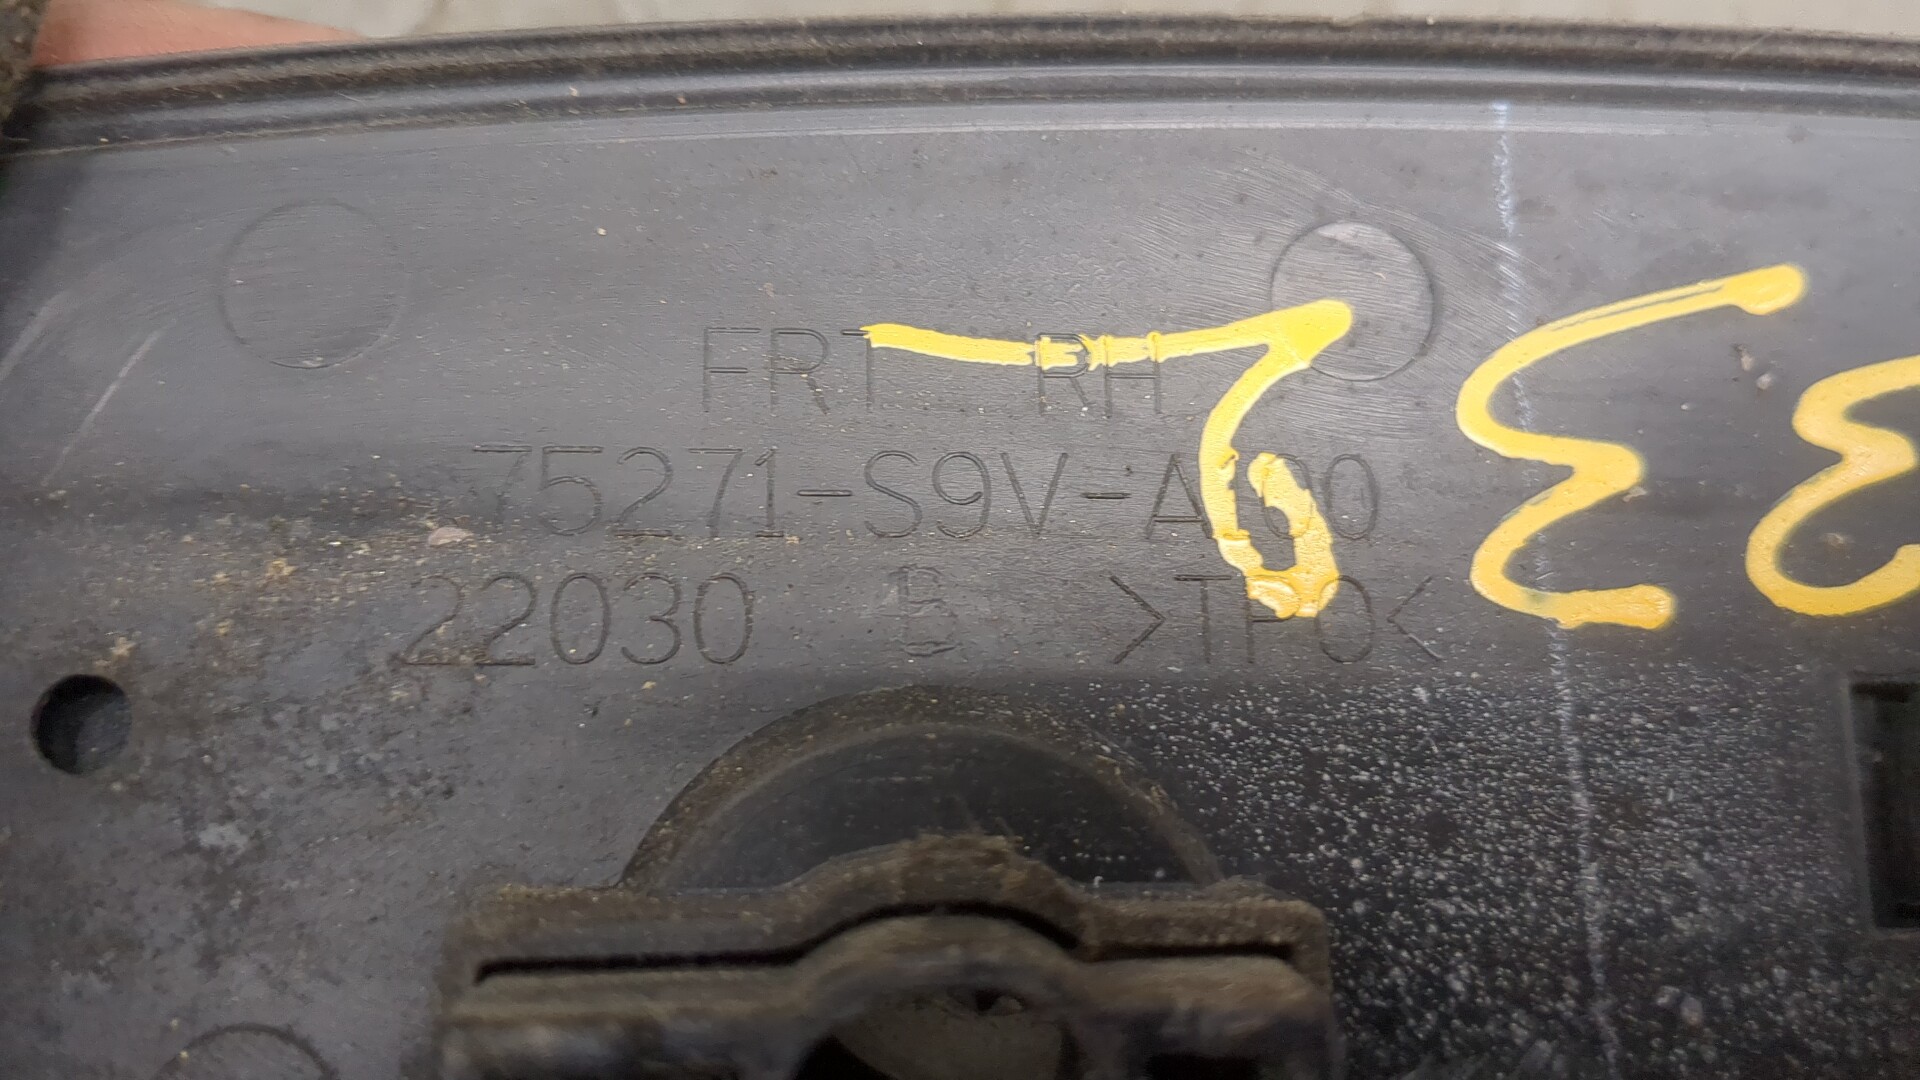 FRT RH
75271-S9V-A00
22030 B >TPO<